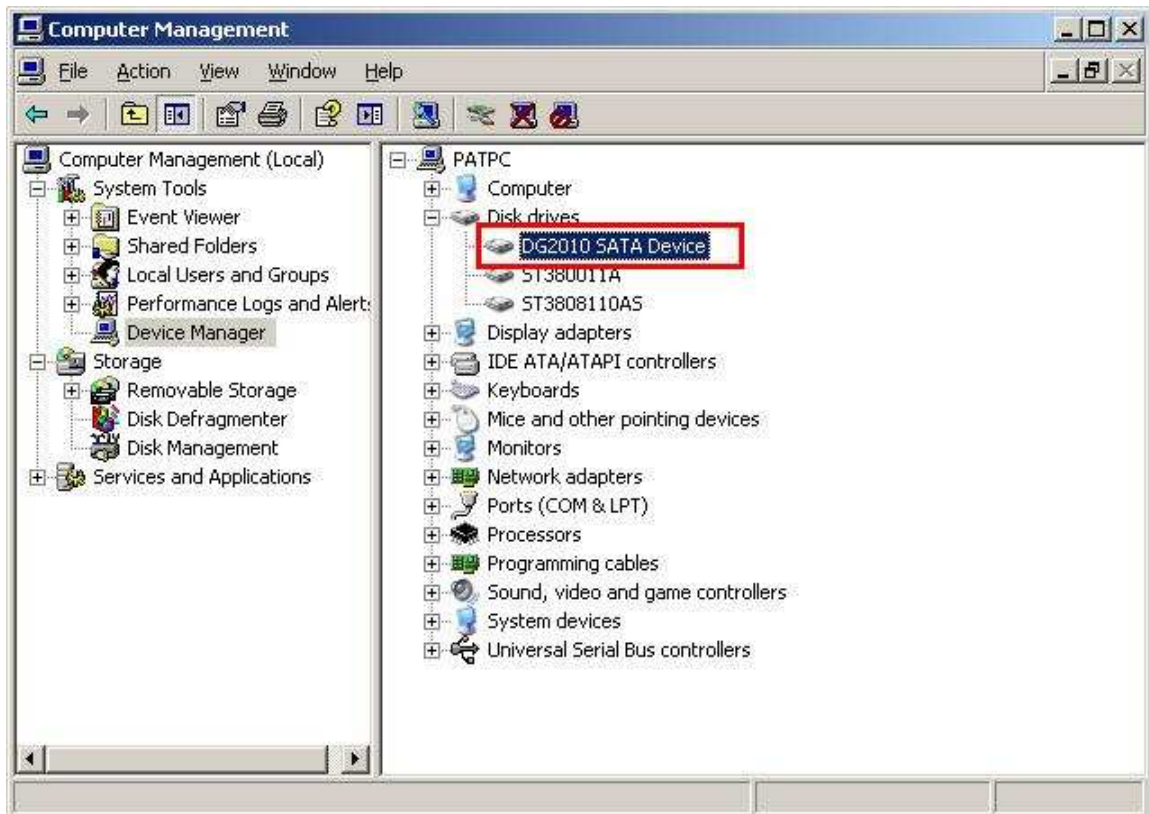 Computer Management
File Action View Window Help
Computer Management (Local)
System Tools
Event Viewer
Shared Folders
Local Users and Groups
Performance Logs and Alert:
Device Manager
Storage
Removable Storage
Disk Defragmenter
Disk Management
Services and Applications
PATPC
Computer
Disk drives
DG2010 SATA Device
ST380011A
ST3808110AS
Display adapters
IDE ATA/ATAPI controllers
Keyboards
Mice and other pointing devices
Monitors
Network adapters
Ports (COM & LPT)
Processors
Programming cables
Sound, video and game controllers
System devices
Universal Serial Bus controllers